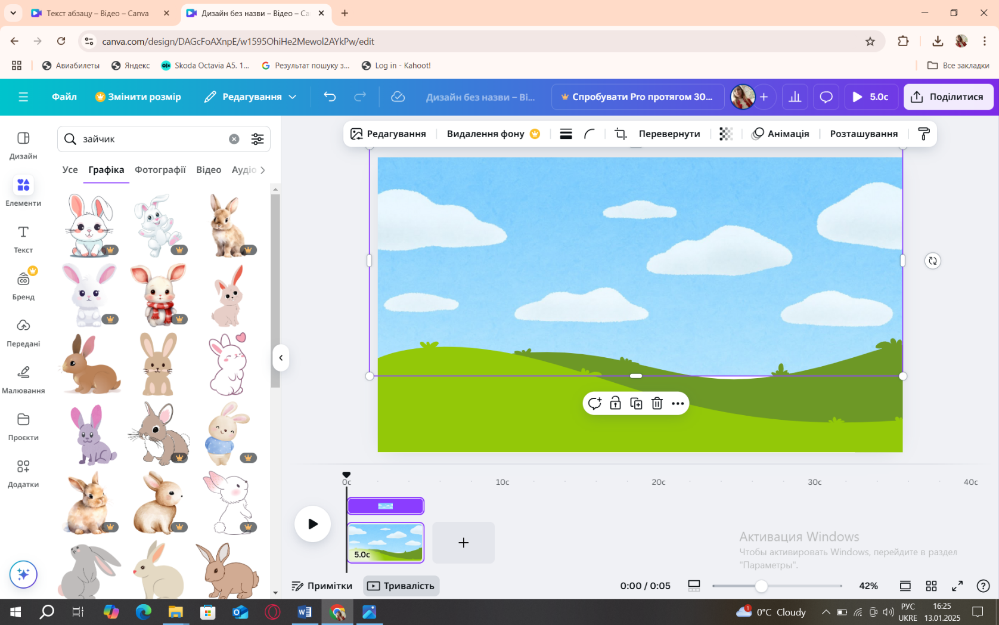 Текст абзацу – Відео – Canva
Дизайн без назви – Відео – Ca
canva.com/design/DAGcFoAXnpE/w1595OhiHe2Mewol2AYkPw/edit
Авиабилеты
Яндекс
Skoda Octavia A5. 1...
Результат пошуку з...
Log in - Kahoot!
Все закладки
Файл
Змінити розмір
Редагування
Дизайн без назви – Ві...
Спробувати Pro протягом 30...
5.0с
Поділитися
Дизайн
Елементи
Текст
Бренд
Передані
Малювання
Проєкти
Додатки
зайчик
Усе
Графіка
Фотографії
Відео
Аудіо
Редагування
Видалення фону
Перевернути
Анімація
Розташування
0с
10с
20с
30с
40с
5.0с
Активация Windows
Чтобы активировать Windows, перейдите в раздел
"Параметры".
Примітки
Тривалість
0:00 / 0:05
42%
1
0°C Cloudy
РУС
UKRE
16:25
13.01.2025